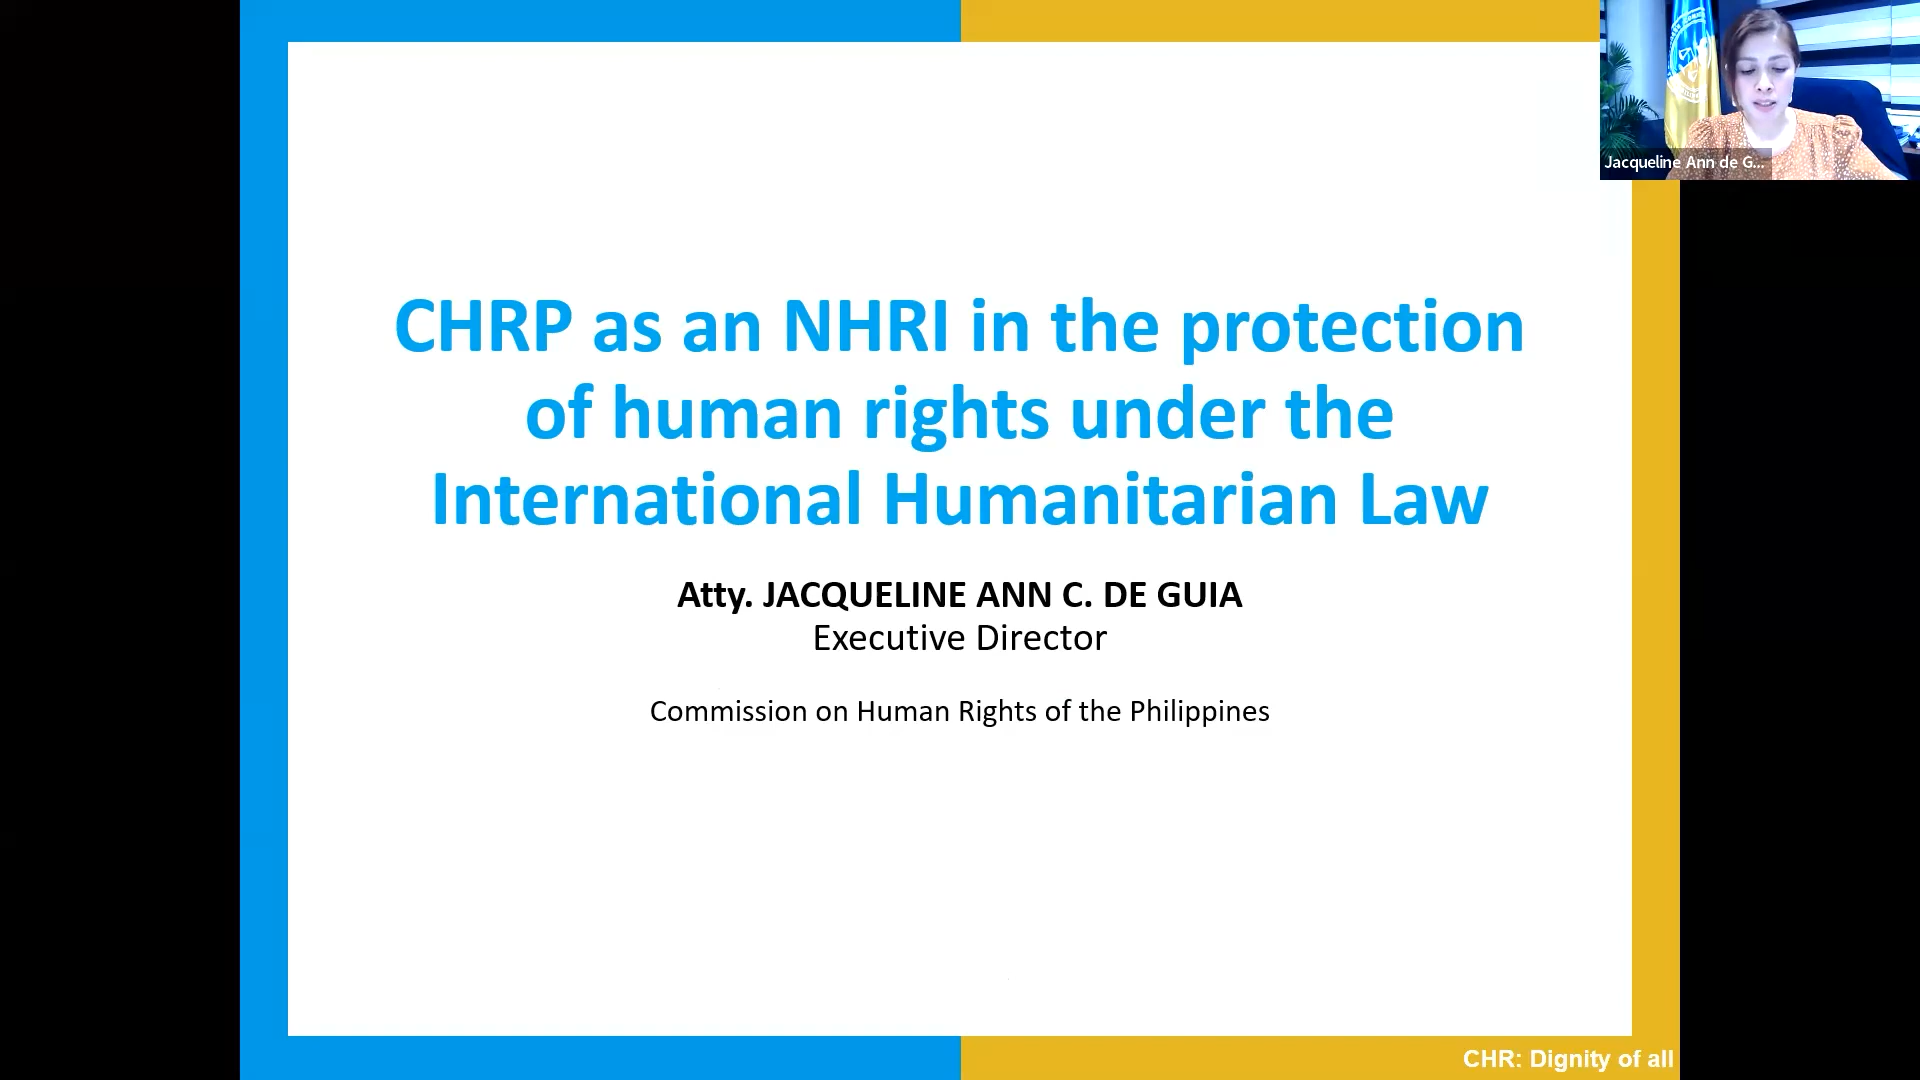 Jacqueline Ann de G...
CHRP as an NHRI in the protection
of human rights under the
International Humanitarian Law
Atty. JACQUELINE ANN C. DE GUIA
Executive Director
Commission on Human Rights of the Philippines
CHR: Dignity of all